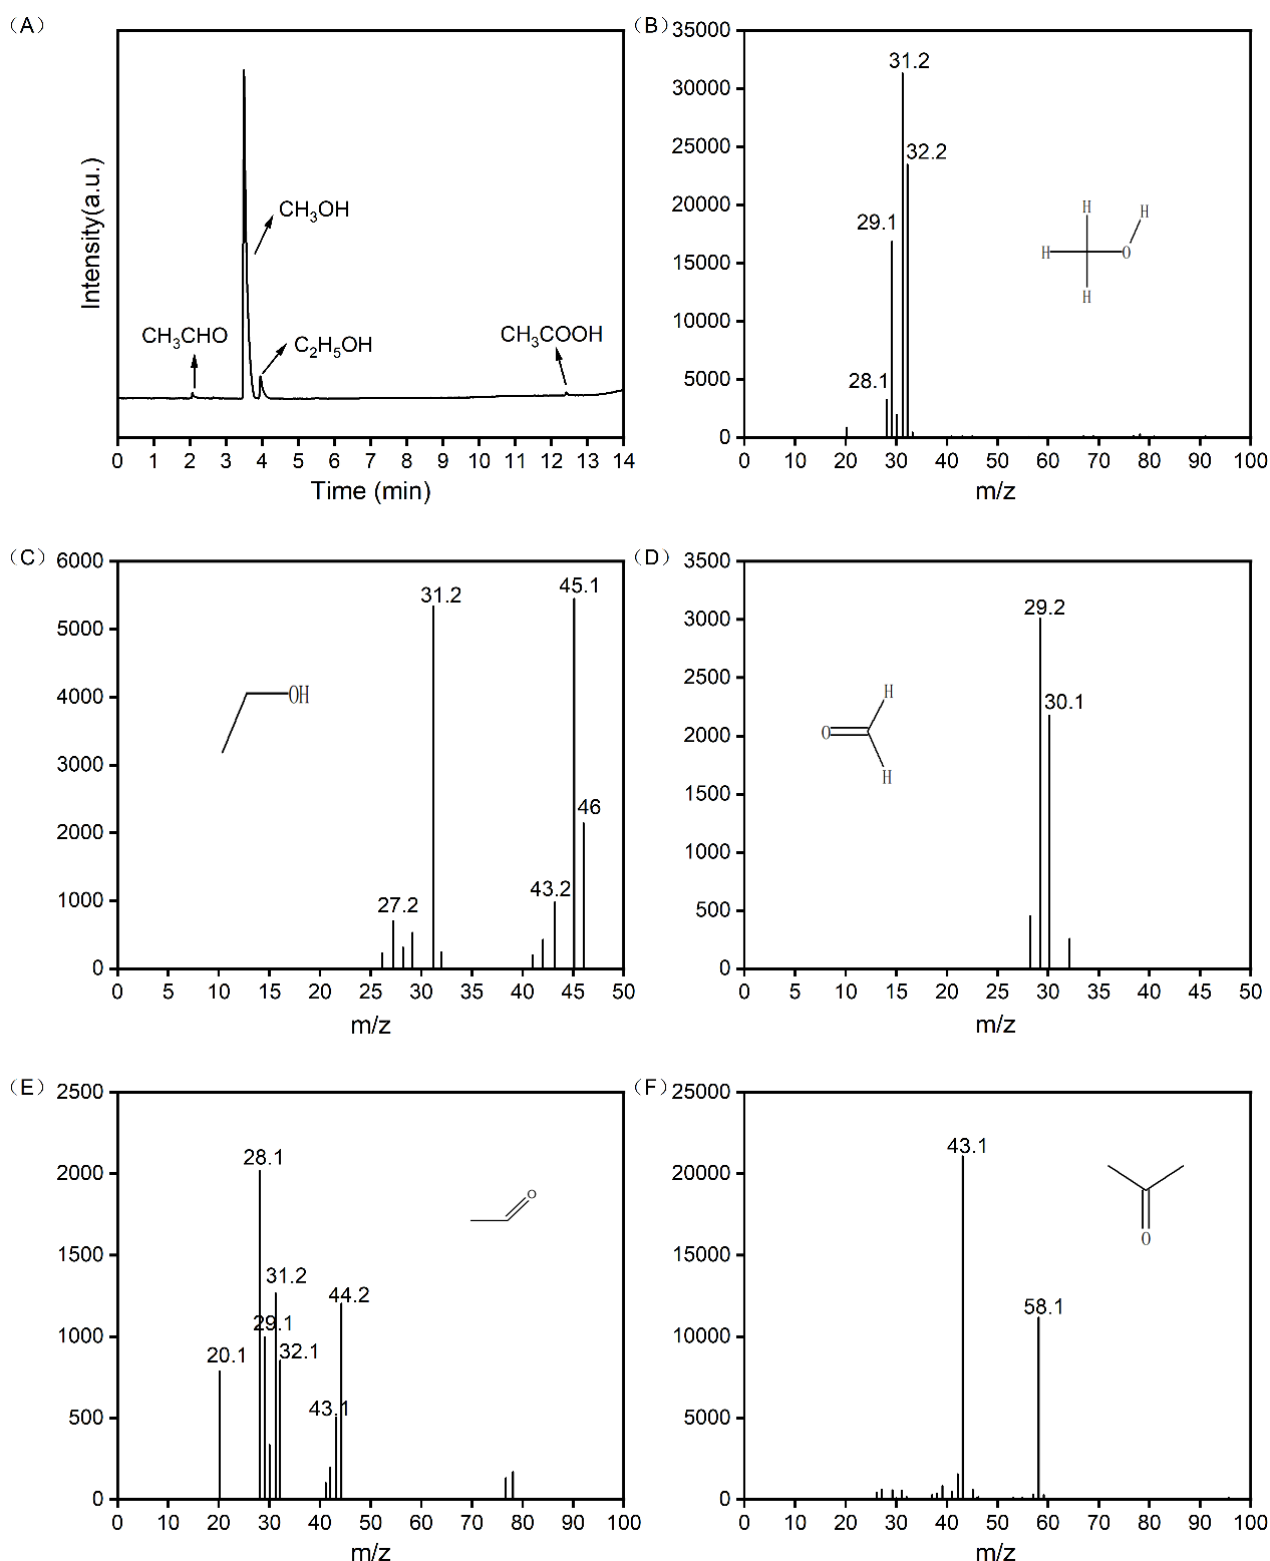 (A)
Intensity(a.u.)
CH₃CHO
CH₃OH
C₂H₅OH
CH₃COOH
0 1 2 3 4 5 6 7 8 9 10 11 12 13 14
Time (min)
(B)
35000
30000
25000
20000
15000
10000
5000
0
31.2
32.2
29.1
28.1
H
H
H
O
H
0 10 20 30 40 50 60 70 80 90 100
m/z
(C)
6000
5000
4000
3000
2000
1000
0
31.2
45.1
46
43.2
27.2
OH
0 5 10 15 20 25 30 35 40 45 50
m/z
(D)
3500
3000
2500
2000
1500
1000
500
0
29.2
30.1
H
O
H
0 5 10 15 20 25 30 35 40 45 50
m/z
(E)
2500
2000
1500
1000
500
0
28.1
31.2
29.1
32.1
20.1
44.2
43.1
O
0 10 20 30 40 50 60 70 80 90 100
m/z
(F)
25000
20000
15000
10000
5000
0
43.1
58.1
O
0 10 20 30 40 50 60 70 80 90 100
m/z